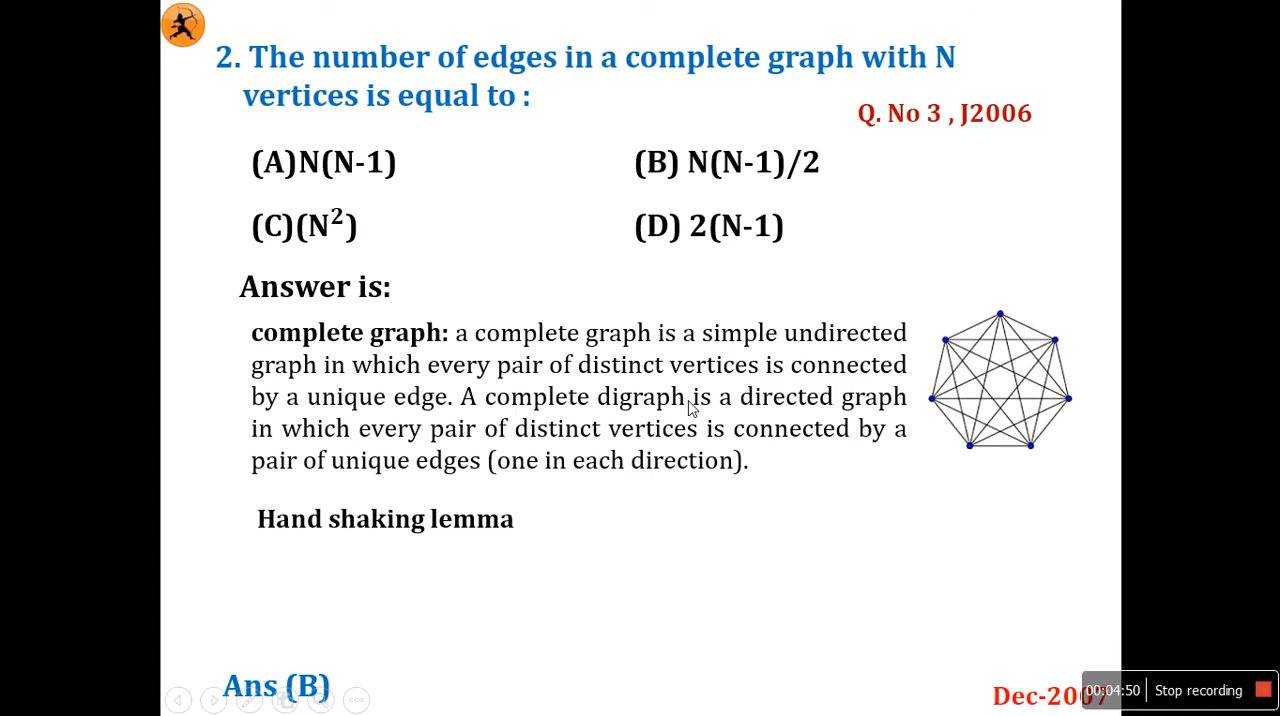 2. The number of edges in a complete graph with N
vertices is equal to :
Q. No 3 , J2006
(A)N(N-1)
(B) N(N-1)/2
(C)(N²)
(D) 2(N-1)
Answer is:
complete graph: a complete graph is a simple undirected
graph in which every pair of distinct vertices is connected
by a unique edge. A complete digraph is a directed graph
in which every pair of distinct vertices is connected by a
pair of unique edges (one in each direction).
Hand shaking lemma
Ans (B)
Dec-2007
00:04:50
Stop recording